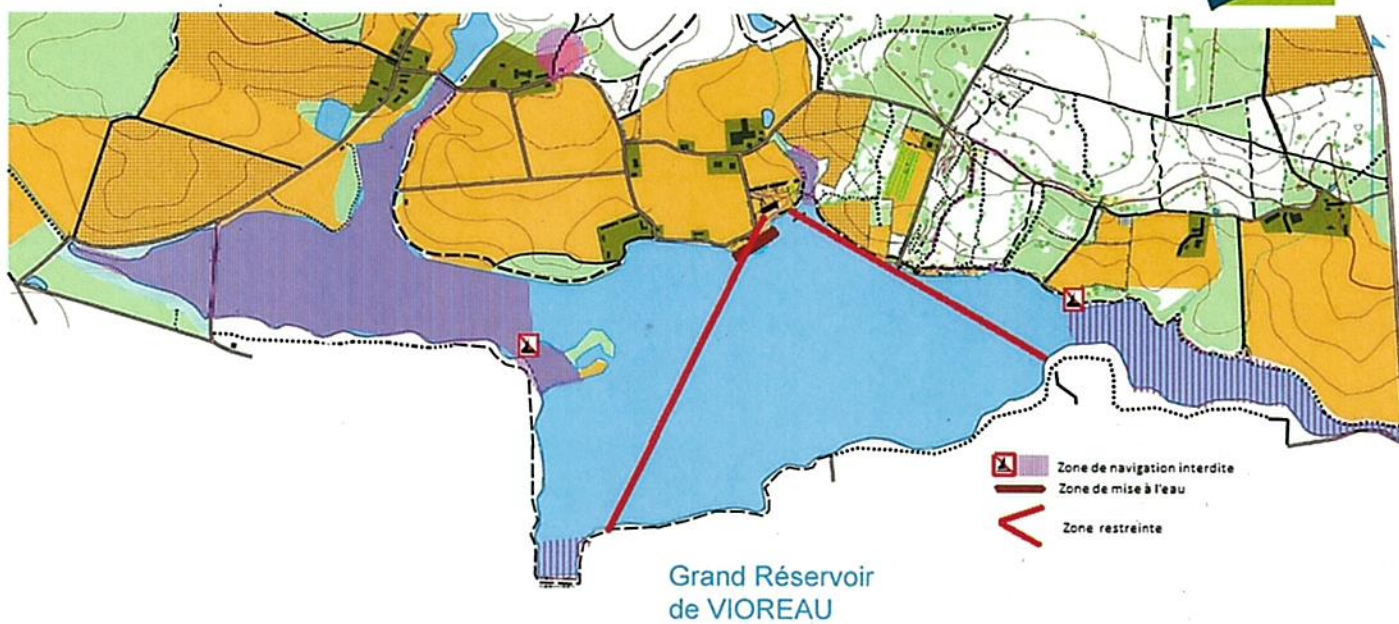 Zone de navigation interdite
Zone de mise à l'eau
Zone restreinte
Grand Réservoir
de VIOREAU